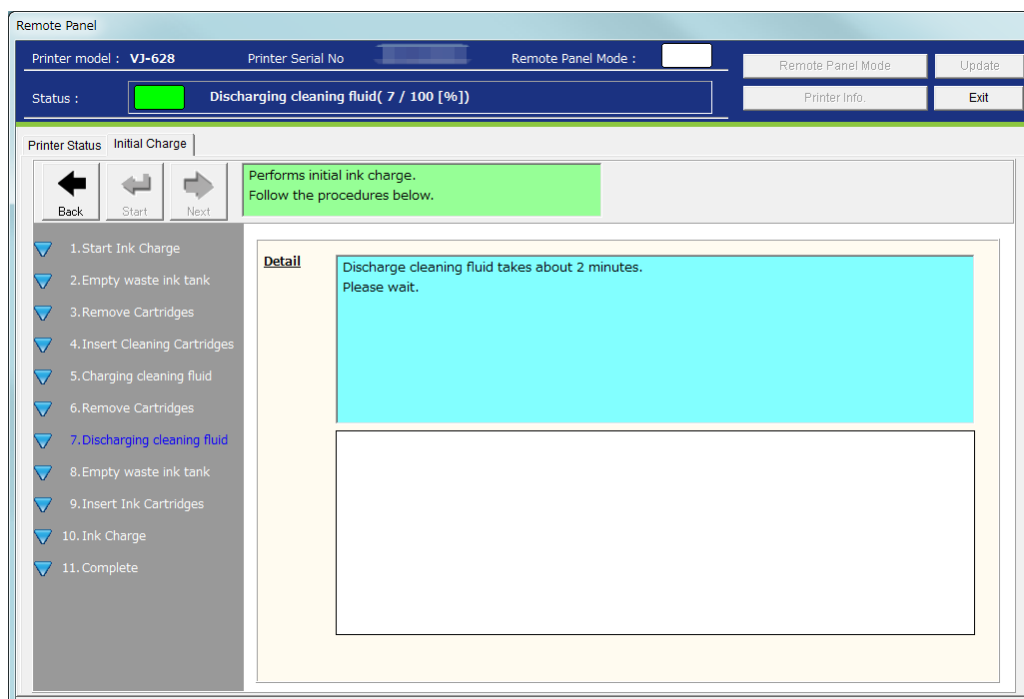 Remote Panel
Printer model : VJ-628 Printer Serial No Remote Panel Mode :
Remote Panel Mode Update
Status : Discharging cleaning fluid( 7 / 100 [%])
Printer Info. Exit
Printer Status Initial Charge
Back Start Next
Performs initial ink charge.
Follow the procedures below.
1.Start Ink Charge
2.Empty waste ink tank
3.Remove Cartridges
4.Insert Cleaning Cartridges
5.Charging cleaning fluid
6.Remove Cartridges
7.Discharging cleaning fluid
8.Empty waste ink tank
9.Insert Ink Cartridges
10.Ink Charge
11.Complete
Detail
Discharge cleaning fluid takes about 2 minutes.
Please wait.